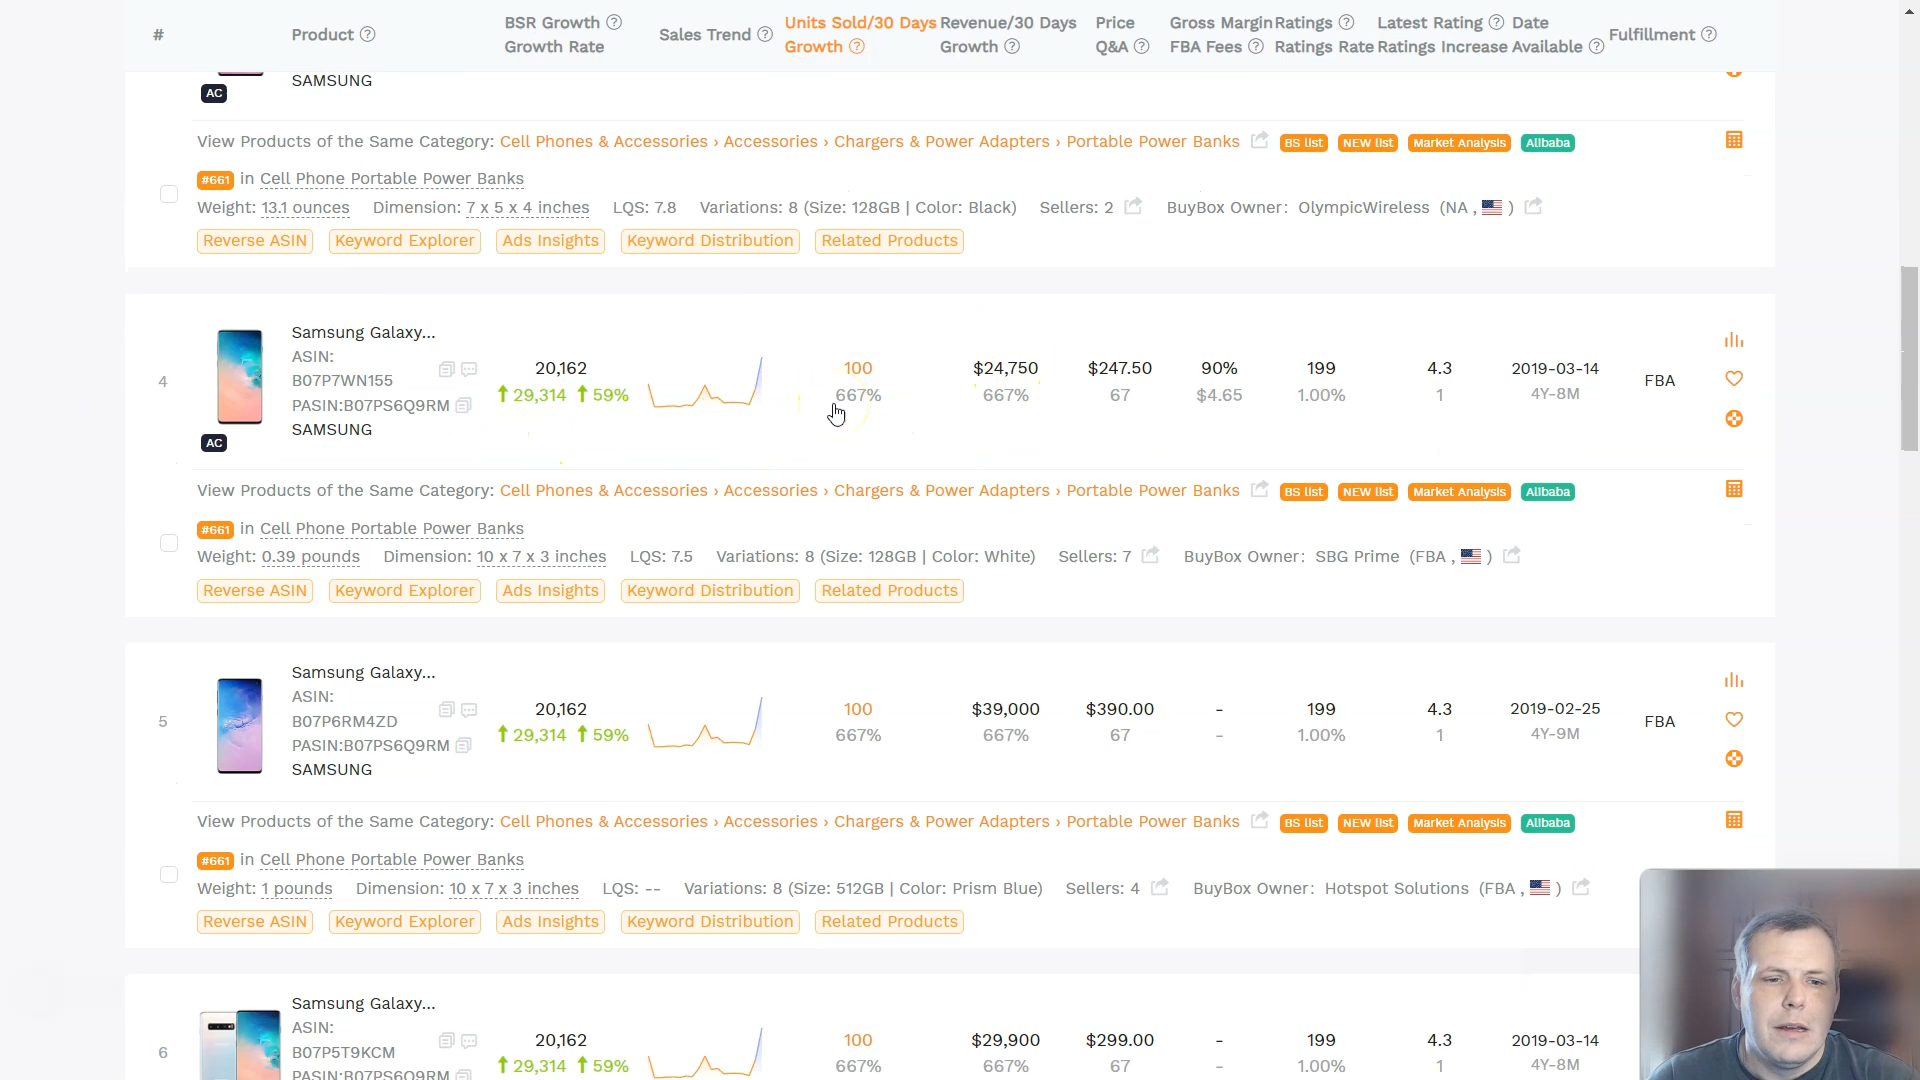 # Product BSR Growth Growth Rate Sales Trend Units Sold/30 Days Growth Revenue/30 Days Growth Price Q&A Gross Margin FBA Fees Ratings Ratings Rate Latest Rating Ratings Increase Date Available Fulfillment
SAMSUNG
AC
View Products of the Same Category: Cell Phones & Accessories › Accessories › Chargers & Power Adapters › Portable Power Banks BS list NEW list Market Analysis Alibaba
#661 in Cell Phone Portable Power Banks
Weight: 13.1 ounces Dimension: 7 x 5 x 4 inches LQS: 7.8 Variations: 8 (Size: 128GB | Color: Black) Sellers: 2 BuyBox Owner: OlympicWireless (NA , )
Reverse ASIN Keyword Explorer Ads Insights Keyword Distribution Related Products
Samsung Galaxy...
ASIN:
4 B07P7WN155 20,162 100 $24,750 $247.50 90% 199 4.3 2019-03-14 FBA
PASIN:B07PS6Q9RM 29,314 59% 667% 667% 67 $4.65 1.00% 1 4Y-8M
SAMSUNG
AC
View Products of the Same Category: Cell Phones & Accessories › Accessories › Chargers & Power Adapters › Portable Power Banks BS list NEW list Market Analysis Alibaba
#661 in Cell Phone Portable Power Banks
Weight: 0.39 pounds Dimension: 10 x 7 x 3 inches LQS: 7.5 Variations: 8 (Size: 128GB | Color: White) Sellers: 7 BuyBox Owner: SBG Prime (FBA , )
Reverse ASIN Keyword Explorer Ads Insights Keyword Distribution Related Products
Samsung Galaxy...
ASIN:
5 B07P6RM4ZD 20,162 100 $39,000 $390.00 - 199 4.3 2019-02-25 FBA
PASIN:B07PS6Q9RM 29,314 59% 667% 667% 67 - 1.00% 1 4Y-9M
SAMSUNG
View Products of the Same Category: Cell Phones & Accessories › Accessories › Chargers & Power Adapters › Portable Power Banks BS list NEW list Market Analysis Alibaba
#661 in Cell Phone Portable Power Banks
Weight: 1 pounds Dimension: 10 x 7 x 3 inches LQS: -- Variations: 8 (Size: 512GB | Color: Prism Blue) Sellers: 4 BuyBox Owner: Hotspot Solutions (FBA , )
Reverse ASIN Keyword Explorer Ads Insights Keyword Distribution Related Products
Samsung Galaxy...
ASIN:
6 B07P5T9KCM 20,162 100 $29,900 $299.00 - 199 4.3 2019-03-14
PASIN:B07PS6Q9RM 29,314 59% 667% 667% 67 - 1.00% 1 4Y-8M